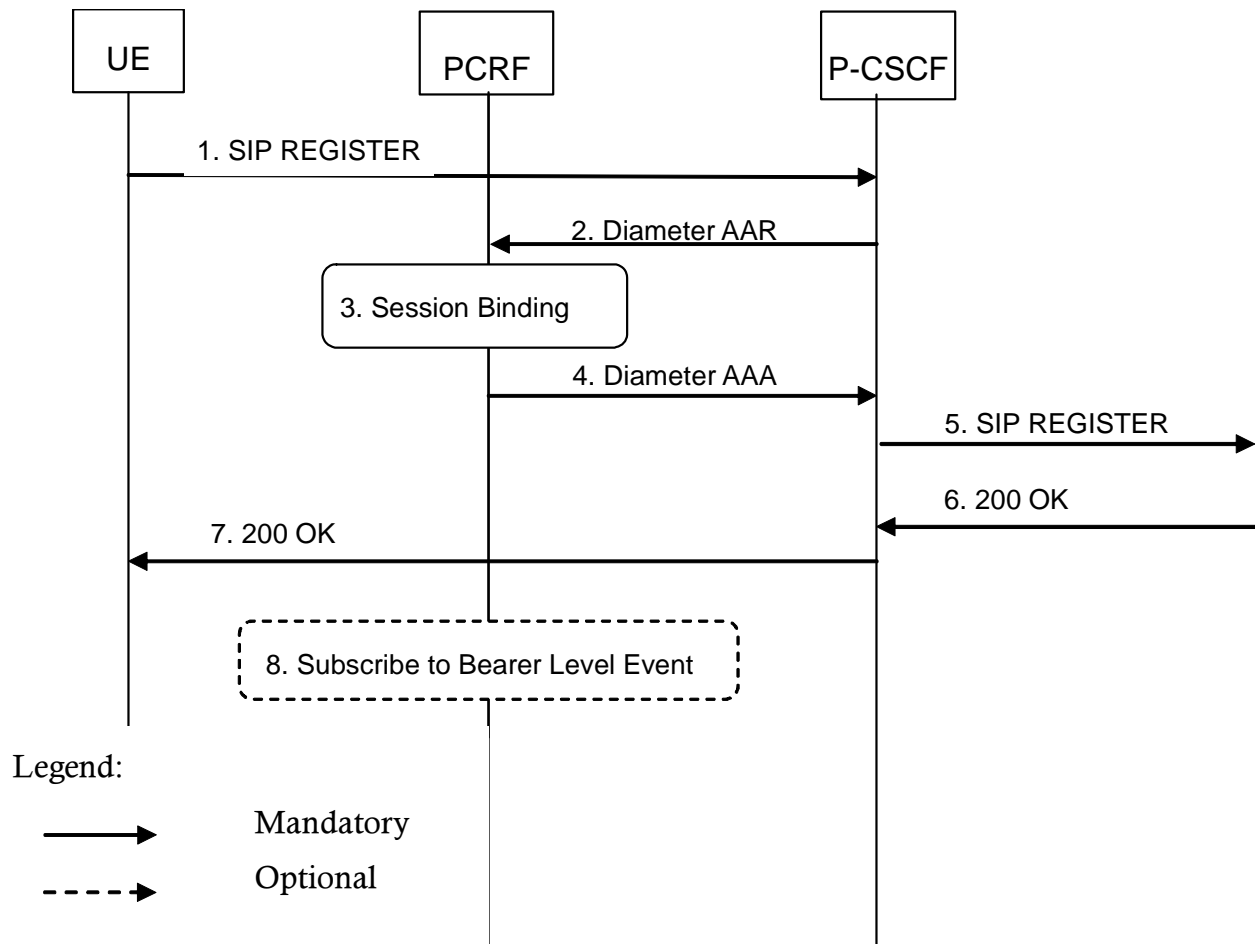 UE
PCRF
P-CSCF
1. SIP REGISTER
2. Diameter AAR
3. Session Binding
4. Diameter AAA
5. SIP REGISTER
6. 200 OK
7. 200 OK
8. Subscribe to Bearer Level Event
Legend:
Mandatory
Optional